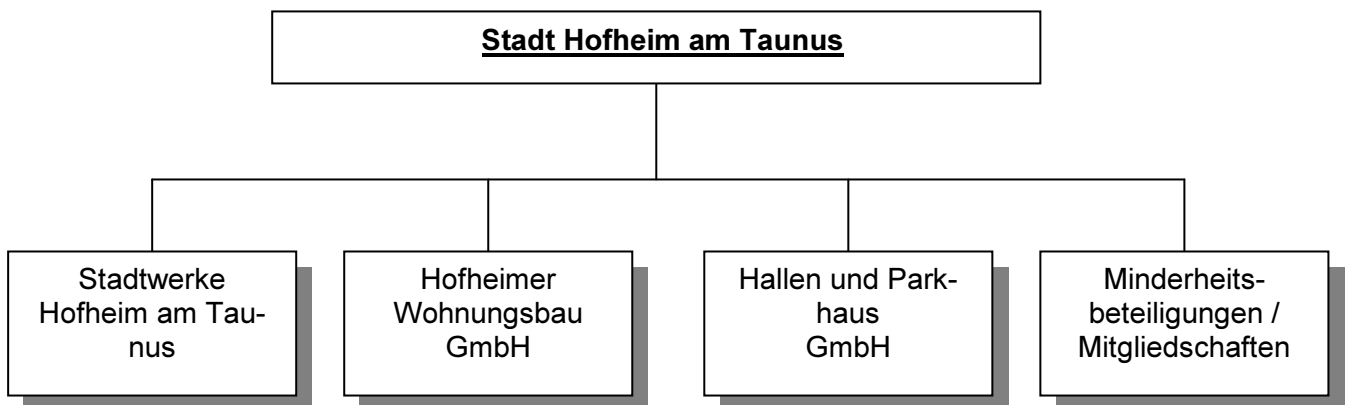 Stadt Hofheim am Taunus
Stadtwerke
Hofheim am Tau-
nus
Hofheimer
Wohnungsbau
GmbH
Hallen und Park-
haus
GmbH
Minderheits-
beteiligungen /
Mitgliedschaften